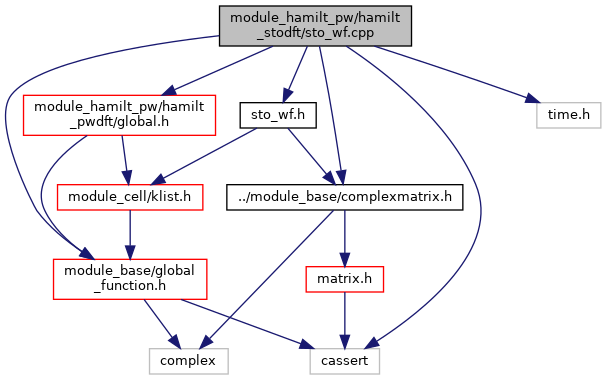 module_hamilt_pw/hamilt
_stodft/sto_wf.cpp
module_hamilt_pw/hamilt
_pwdft/global.h
sto_wf.h
time.h
module_cell/klist.h
../module_base/complexmatrix.h
module_base/global
_function.h
matrix.h
complex
cassert